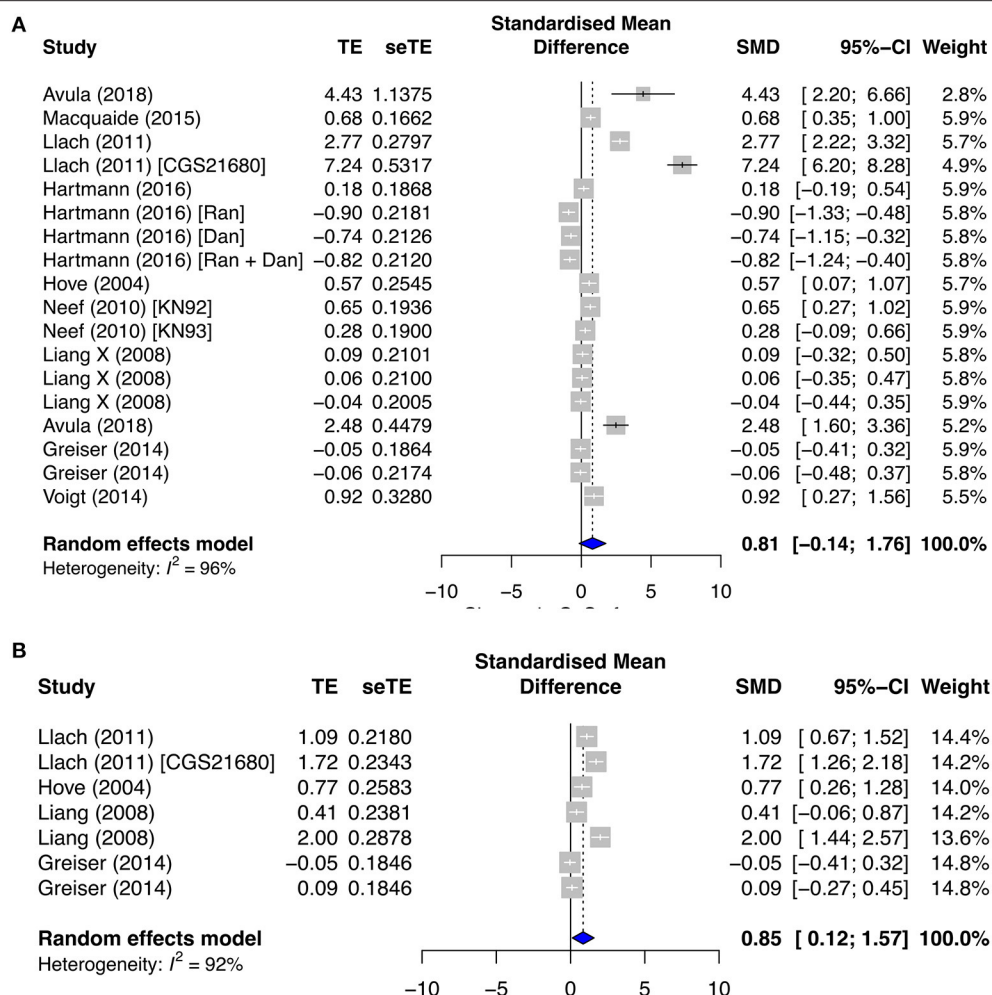 A
Standardised Mean
Study TE seTE Difference SMD 95%−CI Weight
Avula (2018) 4.43 1.1375 4.43 [ 2.20; 6.66] 2.8%
Macquaide (2015) 0.68 0.1662 0.68 [ 0.35; 1.00] 5.9%
Llach (2011) 2.77 0.2797 2.77 [ 2.22; 3.32] 5.7%
Llach (2011) [CGS21680] 7.24 0.5317 7.24 [ 6.20; 8.28] 4.9%
Hartmann (2016) 0.18 0.1868 0.18 [−0.19; 0.54] 5.9%
Hartmann (2016) [Ran] −0.90 0.2181 −0.90 [−1.33; −0.48] 5.8%
Hartmann (2016) [Dan] −0.74 0.2126 −0.74 [−1.15; −0.32] 5.8%
Hartmann (2016) [Ran + Dan] −0.82 0.2120 −0.82 [−1.24; −0.40] 5.8%
Hove (2004) 0.57 0.2545 0.57 [ 0.07; 1.07] 5.7%
Neef (2010) [KN92] 0.65 0.1936 0.65 [ 0.27; 1.02] 5.9%
Neef (2010) [KN93] 0.28 0.1900 0.28 [−0.09; 0.66] 5.9%
Liang X (2008) 0.09 0.2101 0.09 [−0.32; 0.50] 5.8%
Liang X (2008) 0.06 0.2100 0.06 [−0.35; 0.47] 5.8%
Liang X (2008) −0.04 0.2005 −0.04 [−0.44; 0.35] 5.9%
Avula (2018) 2.48 0.4479 2.48 [ 1.60; 3.36] 5.2%
Greiser (2014) −0.05 0.1864 −0.05 [−0.41; 0.32] 5.9%
Greiser (2014) −0.06 0.2174 −0.06 [−0.48; 0.37] 5.8%
Voigt (2014) 0.92 0.3280 0.92 [ 0.27; 1.56] 5.5%
Random effects model 0.81 [−0.14; 1.76] 100.0%
Heterogeneity: I² = 96%
−10 −5 0 5 10
B
Standardised Mean
Study TE seTE Difference SMD 95%−CI Weight
Llach (2011) 1.09 0.2180 1.09 [ 0.67; 1.52] 14.4%
Llach (2011) [CGS21680] 1.72 0.2343 1.72 [ 1.26; 2.18] 14.2%
Hove (2004) 0.77 0.2583 0.77 [ 0.26; 1.28] 14.0%
Liang (2008) 0.41 0.2381 0.41 [−0.06; 0.87] 14.2%
Liang (2008) 2.00 0.2878 2.00 [ 1.44; 2.57] 13.6%
Greiser (2014) −0.05 0.1846 −0.05 [−0.41; 0.32] 14.8%
Greiser (2014) 0.09 0.1846 0.09 [−0.27; 0.45] 14.8%
Random effects model 0.85 [ 0.12; 1.57] 100.0%
Heterogeneity: I² = 92%
−10 −5 0 5 10